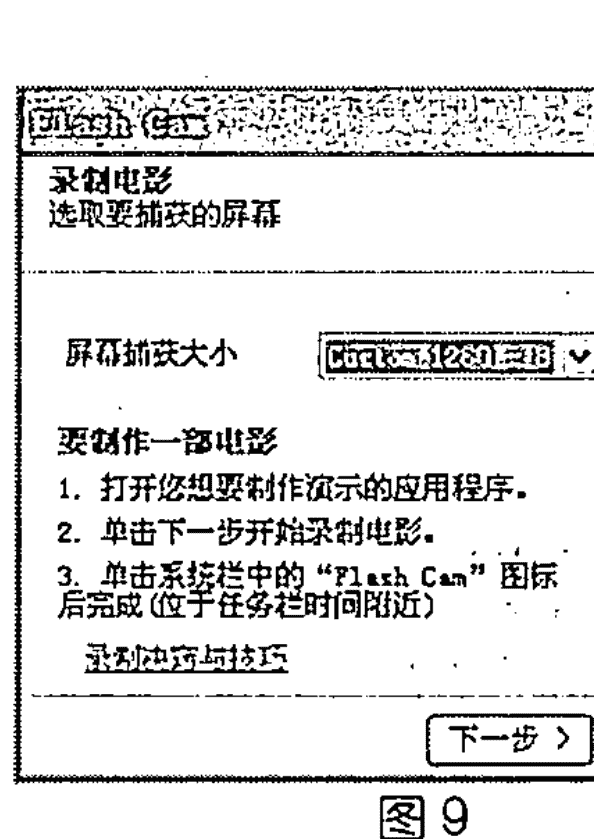 Flash Cam
录制电影
选取要捕获的屏幕
屏幕捕获大小
要制作一部电影
1. 打开您想要制作演示的应用程序。
2. 单击下一步开始录制电影。
3. 单击系统栏中的“Flash Cam”图标
后完成(位于任务栏时间附近)
录制决窍与技巧
下一步 >
图 9